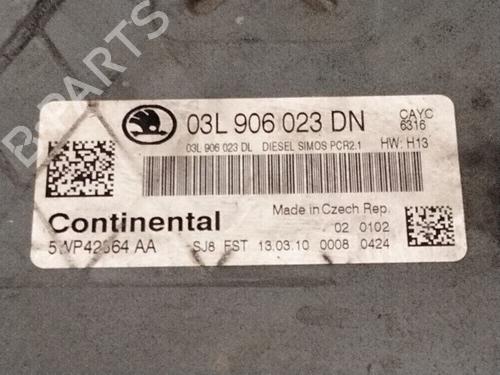 B-PARTS
03L 906 023 DN
CAYC
6316
03L 906 023 DL DIESEL SIMOS PCR2.1 HW: H13
Continental
Made in Czech Rep.
02 0102
5WP42364 AA SJ8 FST 13.03.10 0008 0424